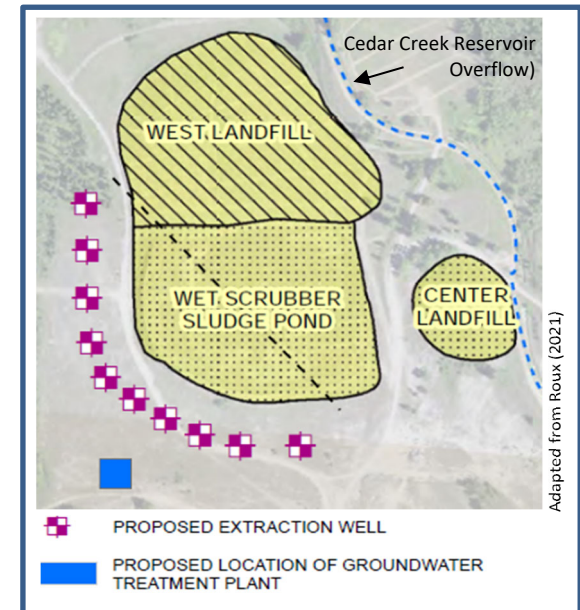 Cedar Creek Reservoir
Overflow)
WEST LANDFILL
WET SCRUBBER
SLUDGE POND
CENTER
LANDFILL
Adapted from Roux (2021)
PROPOSED EXTRACTION WELL
PROPOSED LOCATION OF GROUNDWATER
TREATMENT PLANT